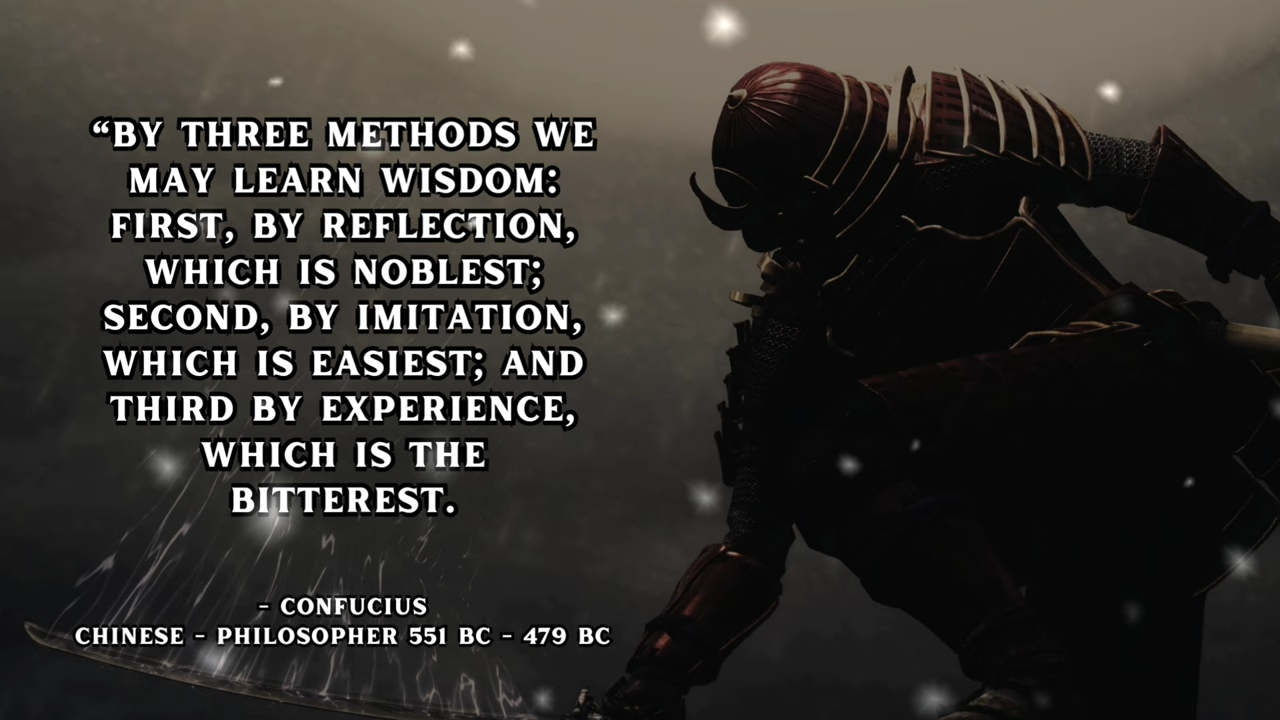 “BY THREE METHODS WE
MAY LEARN WISDOM:
FIRST, BY REFLECTION,
WHICH IS NOBLEST;
SECOND, BY IMITATION,
WHICH IS EASIEST; AND
THIRD BY EXPERIENCE,
WHICH IS THE
BITTEREST.
- CONFUCIUS
CHINESE - PHILOSOPHER 551 BC - 479 BC